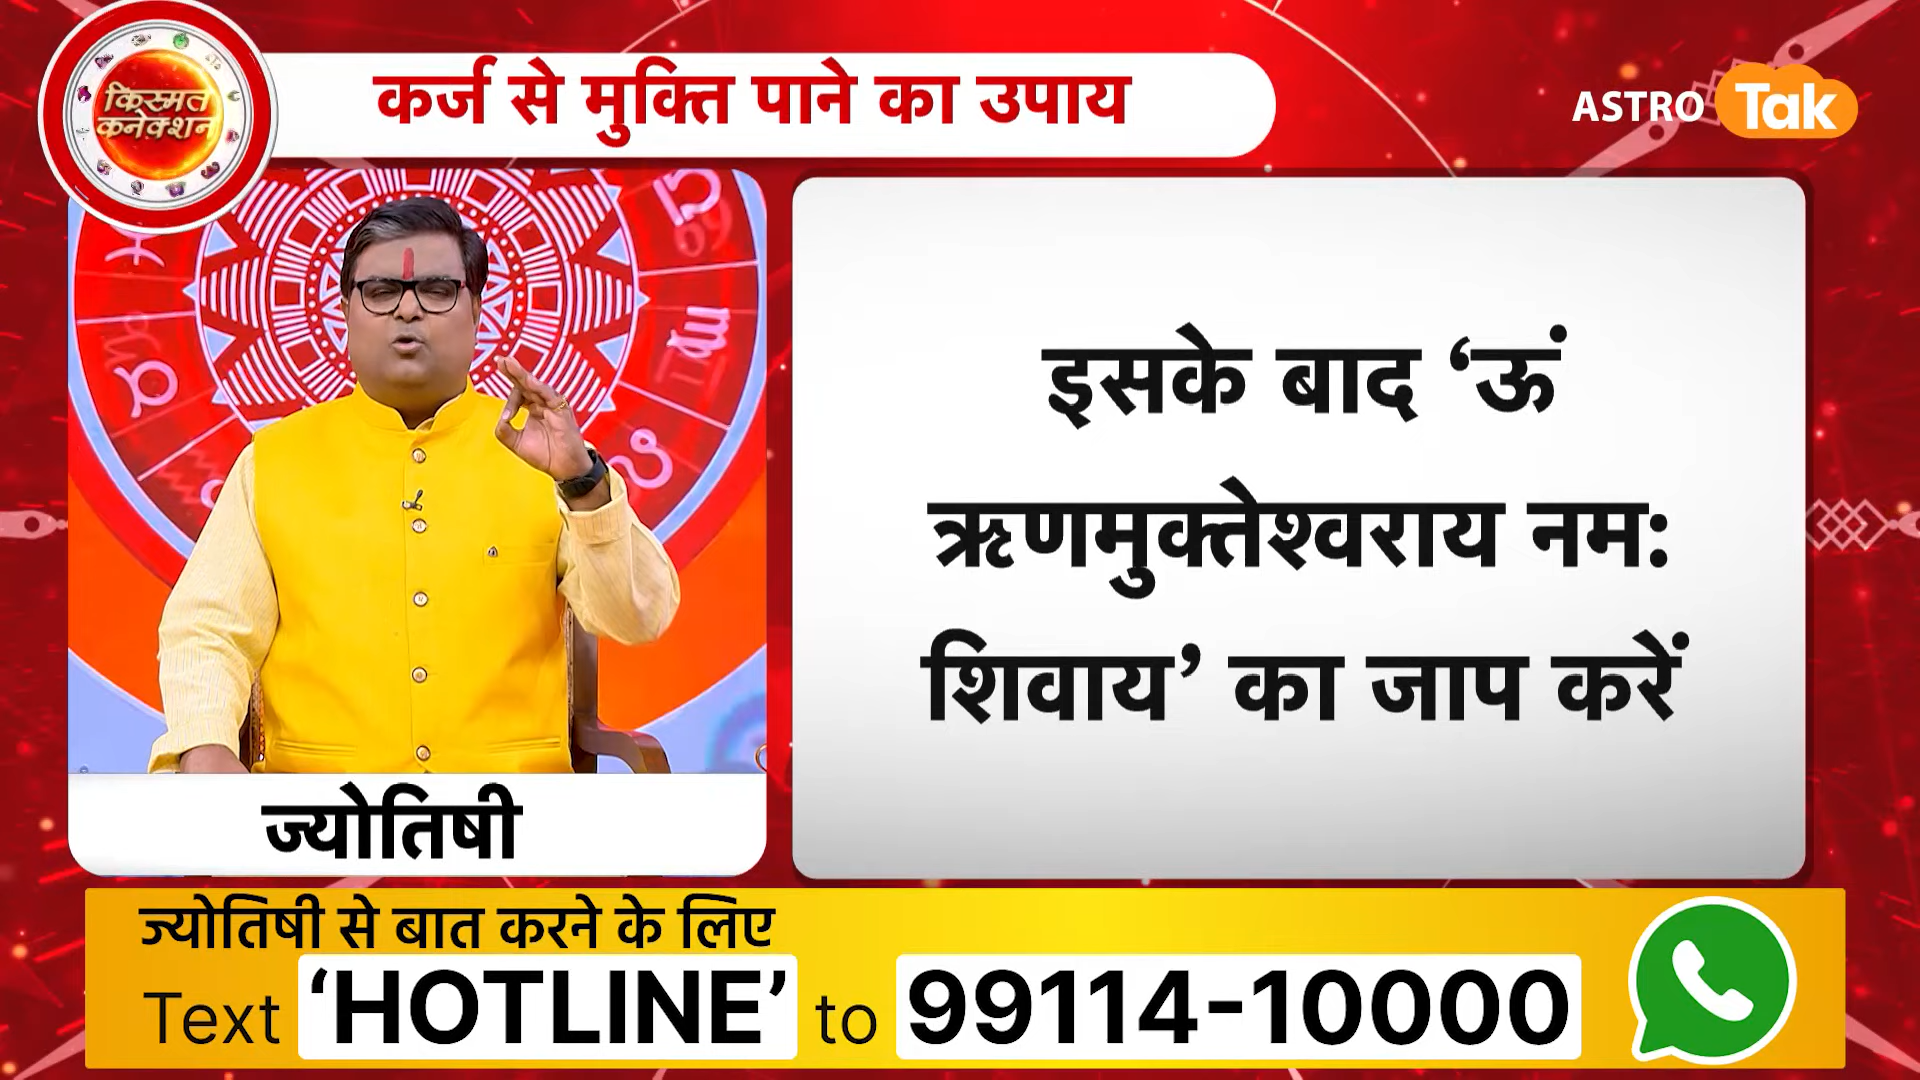 किस्मत
कनेक्शन
कर्ज से मुक्ति पाने का उपाय
ASTRO Tak
इसके बाद ‘ऊं
ऋणमुक्तेश्वराय नम:
शिवाय’ का जाप करें
ज्योतिषी
ज्योतिषी से बात करने के लिए
Text ‘HOTLINE’ to 99114-10000